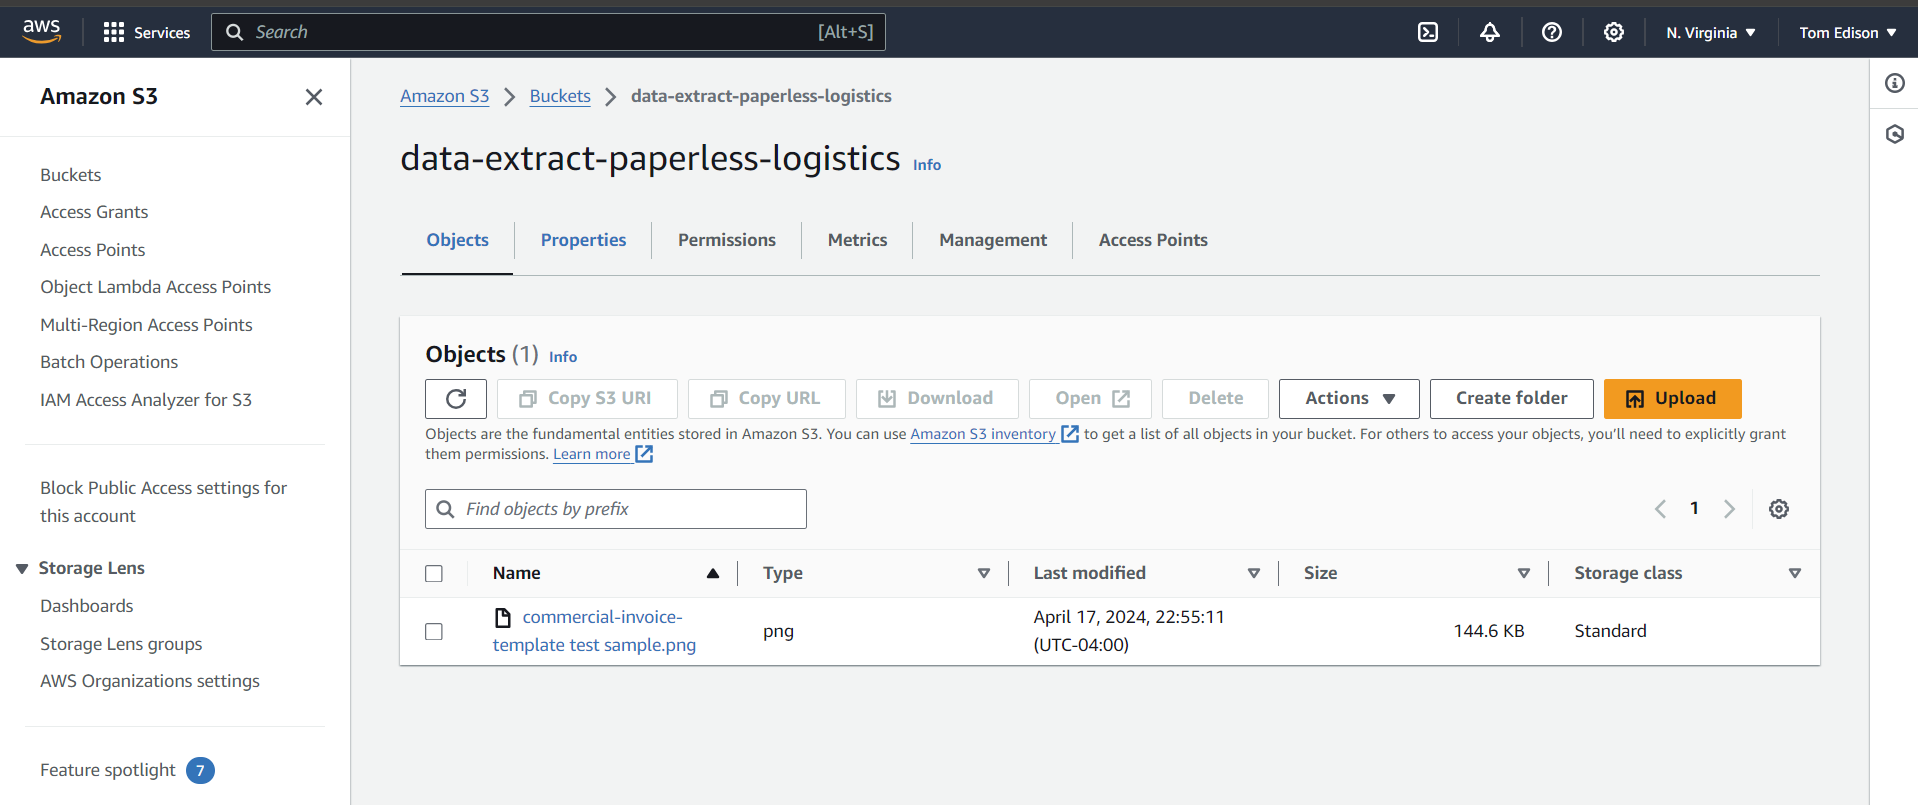 aws
Services
Search
[Alt+S]
N. Virginia
Tom Edison
Amazon S3
Buckets
Access Grants
Access Points
Object Lambda Access Points
Multi-Region Access Points
Batch Operations
IAM Access Analyzer for S3
Block Public Access settings for
this account
Storage Lens
Dashboards
Storage Lens groups
AWS Organizations settings
Feature spotlight 7
Amazon S3 Buckets data-extract-paperless-logistics
data-extract-paperless-logistics Info
Objects Properties Permissions Metrics Management Access Points
Objects (1) Info
Copy S3 URI Copy URL Download Open Delete Actions Create folder Upload
Objects are the fundamental entities stored in Amazon S3. You can use Amazon S3 inventory to get a list of all objects in your bucket. For others to access your objects, you’ll need to explicitly grant
them permissions. Learn more
Find objects by prefix
1
Name Type Last modified Size Storage class
commercial-invoice-
template test sample.png
png
April 17, 2024, 22:55:11
(UTC-04:00)
144.6 KB
Standard